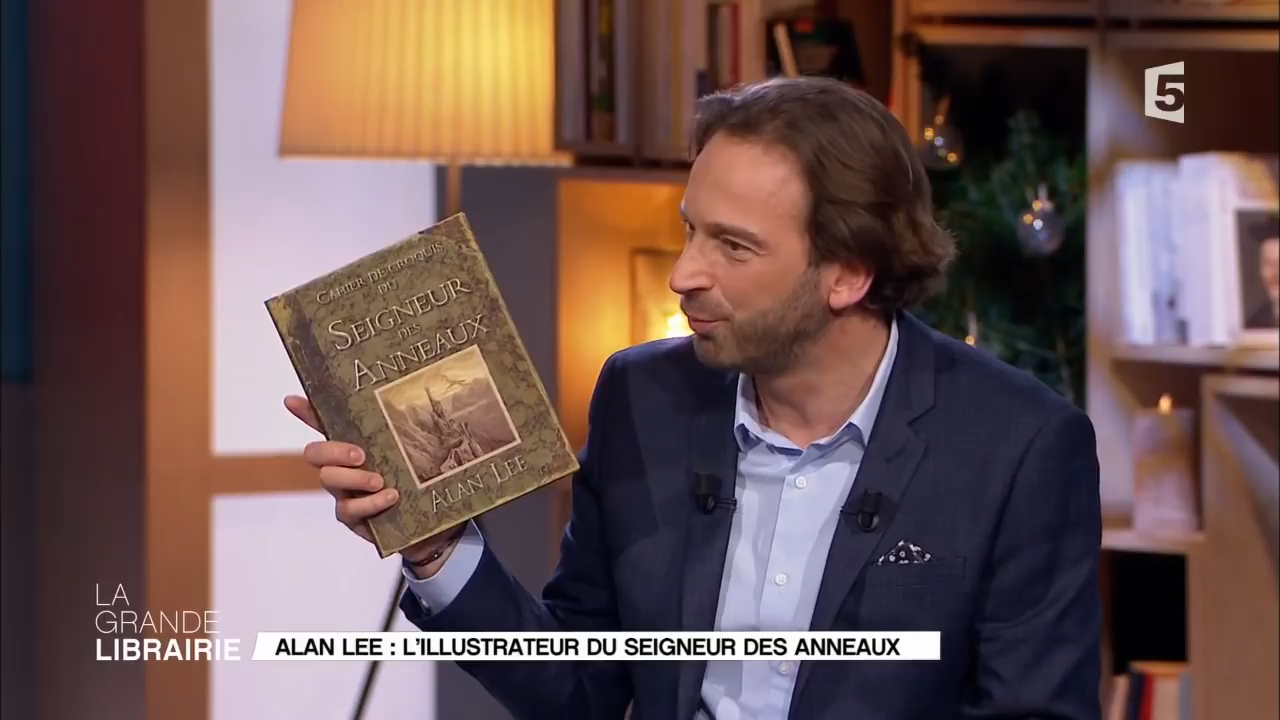 5
CAHIER DE CROQUIS
DU
SEIGNEUR
DES
ANNEAUX
ALAN LEE
LA
GRANDE
LIBRAIRIE
ALAN LEE : L'ILLUSTRATEUR DU SEIGNEUR DES ANNEAUX